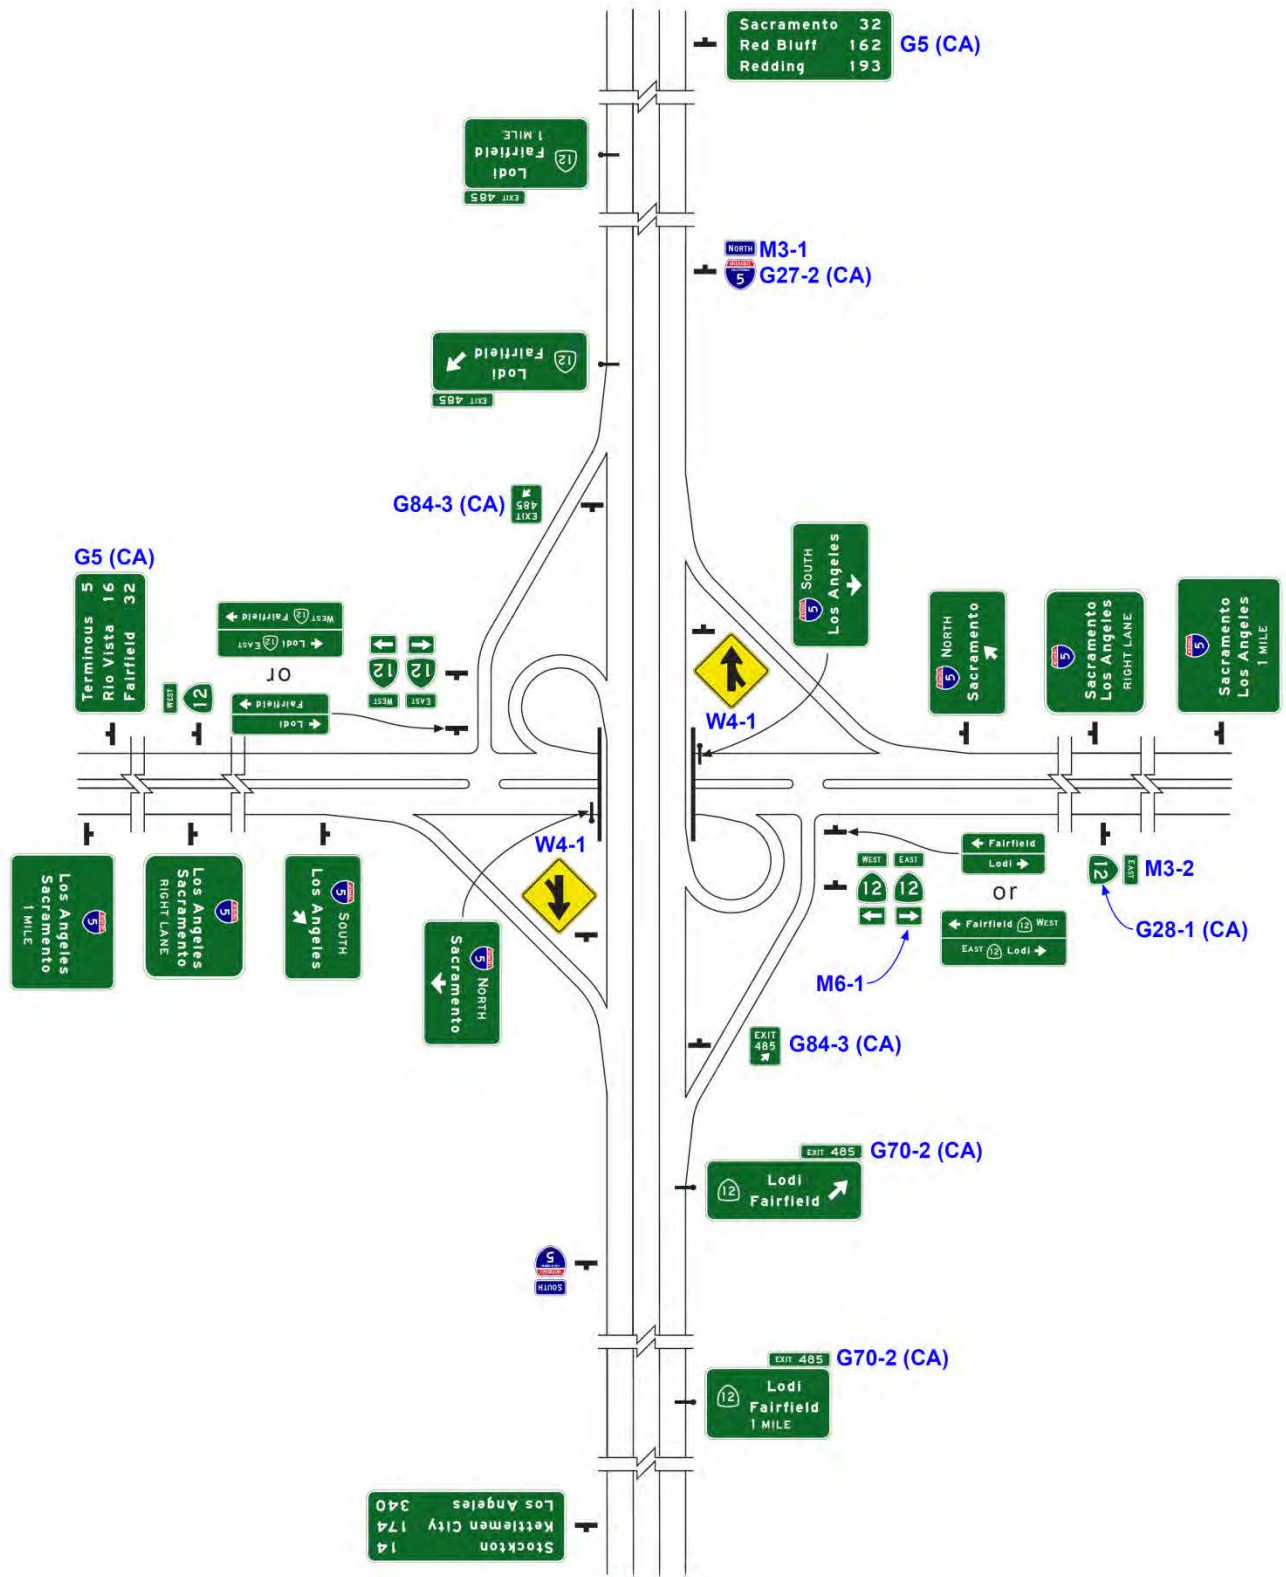 Sacramento 32
Red Bluff 162
Redding 193
G5 (CA)
EXIT 485
12
Lodi
Fairfield
1 MILE
NORTH
M3-1
INTERSTATE
CALIFORNIA
5
G27-2 (CA)
EXIT 485
12
Lodi
Fairfield
G84-3 (CA)
EXIT
485
G5 (CA)
Terminous 5
Rio Vista 16
Fairfield 32
WEST
12
Lodi 12 EAST
WEST 12 Fairfield
or
Lodi
Fairfield
EAST
12
WEST
12
5 SOUTH
Los Angeles
W4-1
5 NORTH
Sacramento
5
Sacramento
Los Angeles
RIGHT LANE
5
Sacramento
Los Angeles
1 MILE
5
Los Angeles
Sacramento
1 MILE
5
Los Angeles
Sacramento
RIGHT LANE
5 SOUTH
Los Angeles
W4-1
5 NORTH
Sacramento
WEST
12
EAST
12
M6-1
Fairfield
Lodi
or
Fairfield 12 WEST
EAST 12 Lodi
EAST
12
M3-2
G28-1 (CA)
EXIT
485
G84-3 (CA)
EXIT 485
G70-2 (CA)
12
Lodi
Fairfield
SOUTH
INTERSTATE
CALIFORNIA
5
EXIT 485
G70-2 (CA)
12
Lodi
Fairfield
1 MILE
Stockton 14
Kettlemen City 174
Los Angeles 340